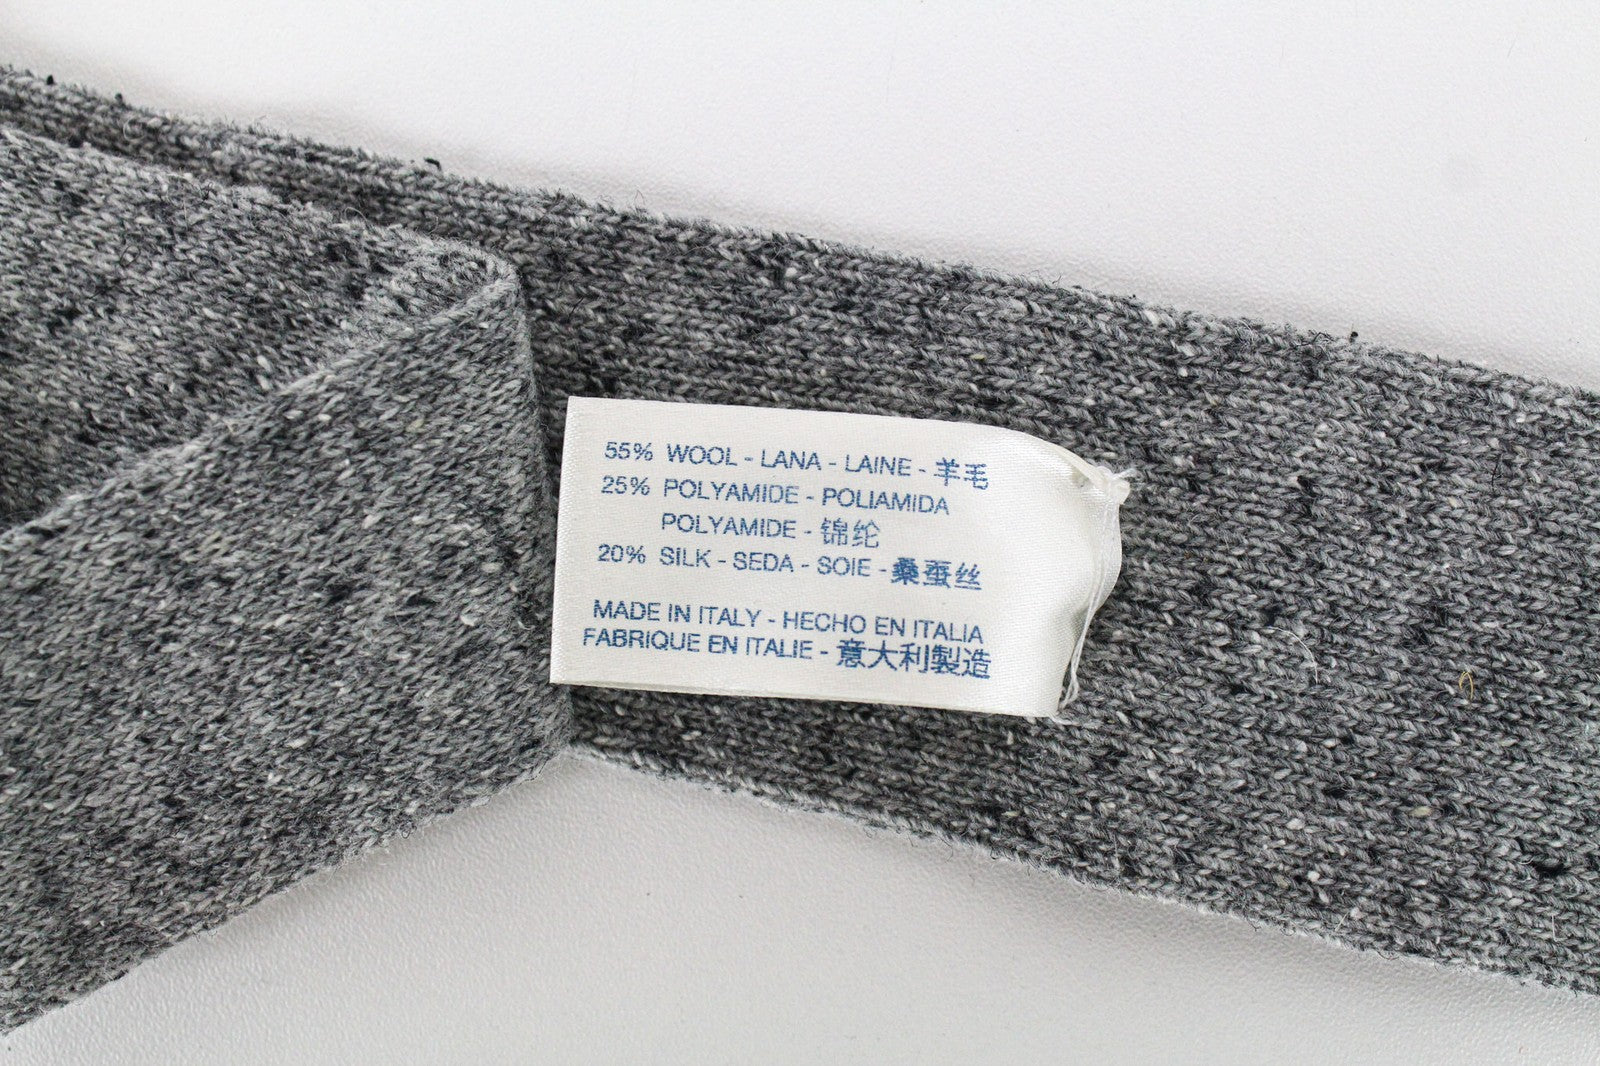 55% WOOL - LANA - LAINE - 羊毛
25% POLYAMIDE - POLIAMIDA
POLYAMIDE - 锦纶
20% SILK - SEDA - SOIE - 桑蚕丝
MADE IN ITALY - HECHO EN ITALIA
FABRIQUE EN ITALIE - 意大利製造